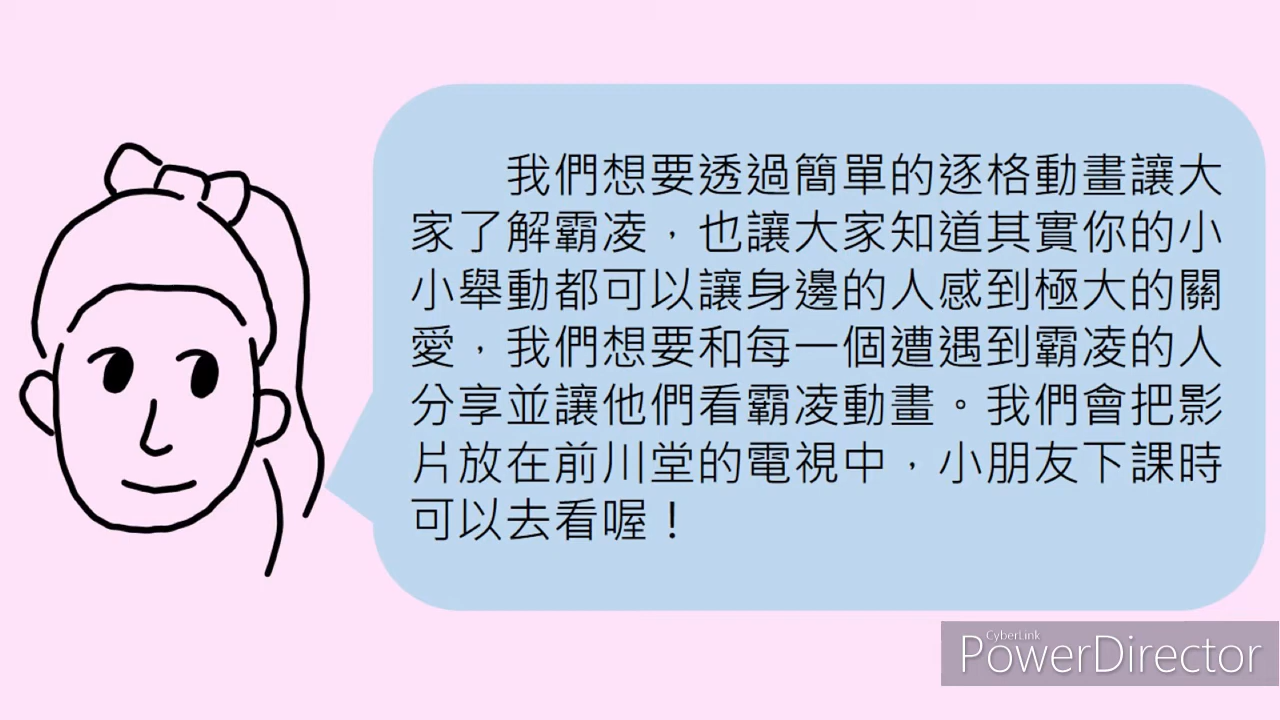 我們想要透過簡單的逐格動畫讓大
家了解霸凌，也讓大家知道其實你的小
小舉動都可以讓身邊的人感到極大的關
愛，我們想要和每一個遭遇到霸凌的人
分享並讓他們看霸凌動畫。我們會把影
片放在前川堂的電視中，小朋友下課時
可以去看喔！
CyberLink
PowerDirector